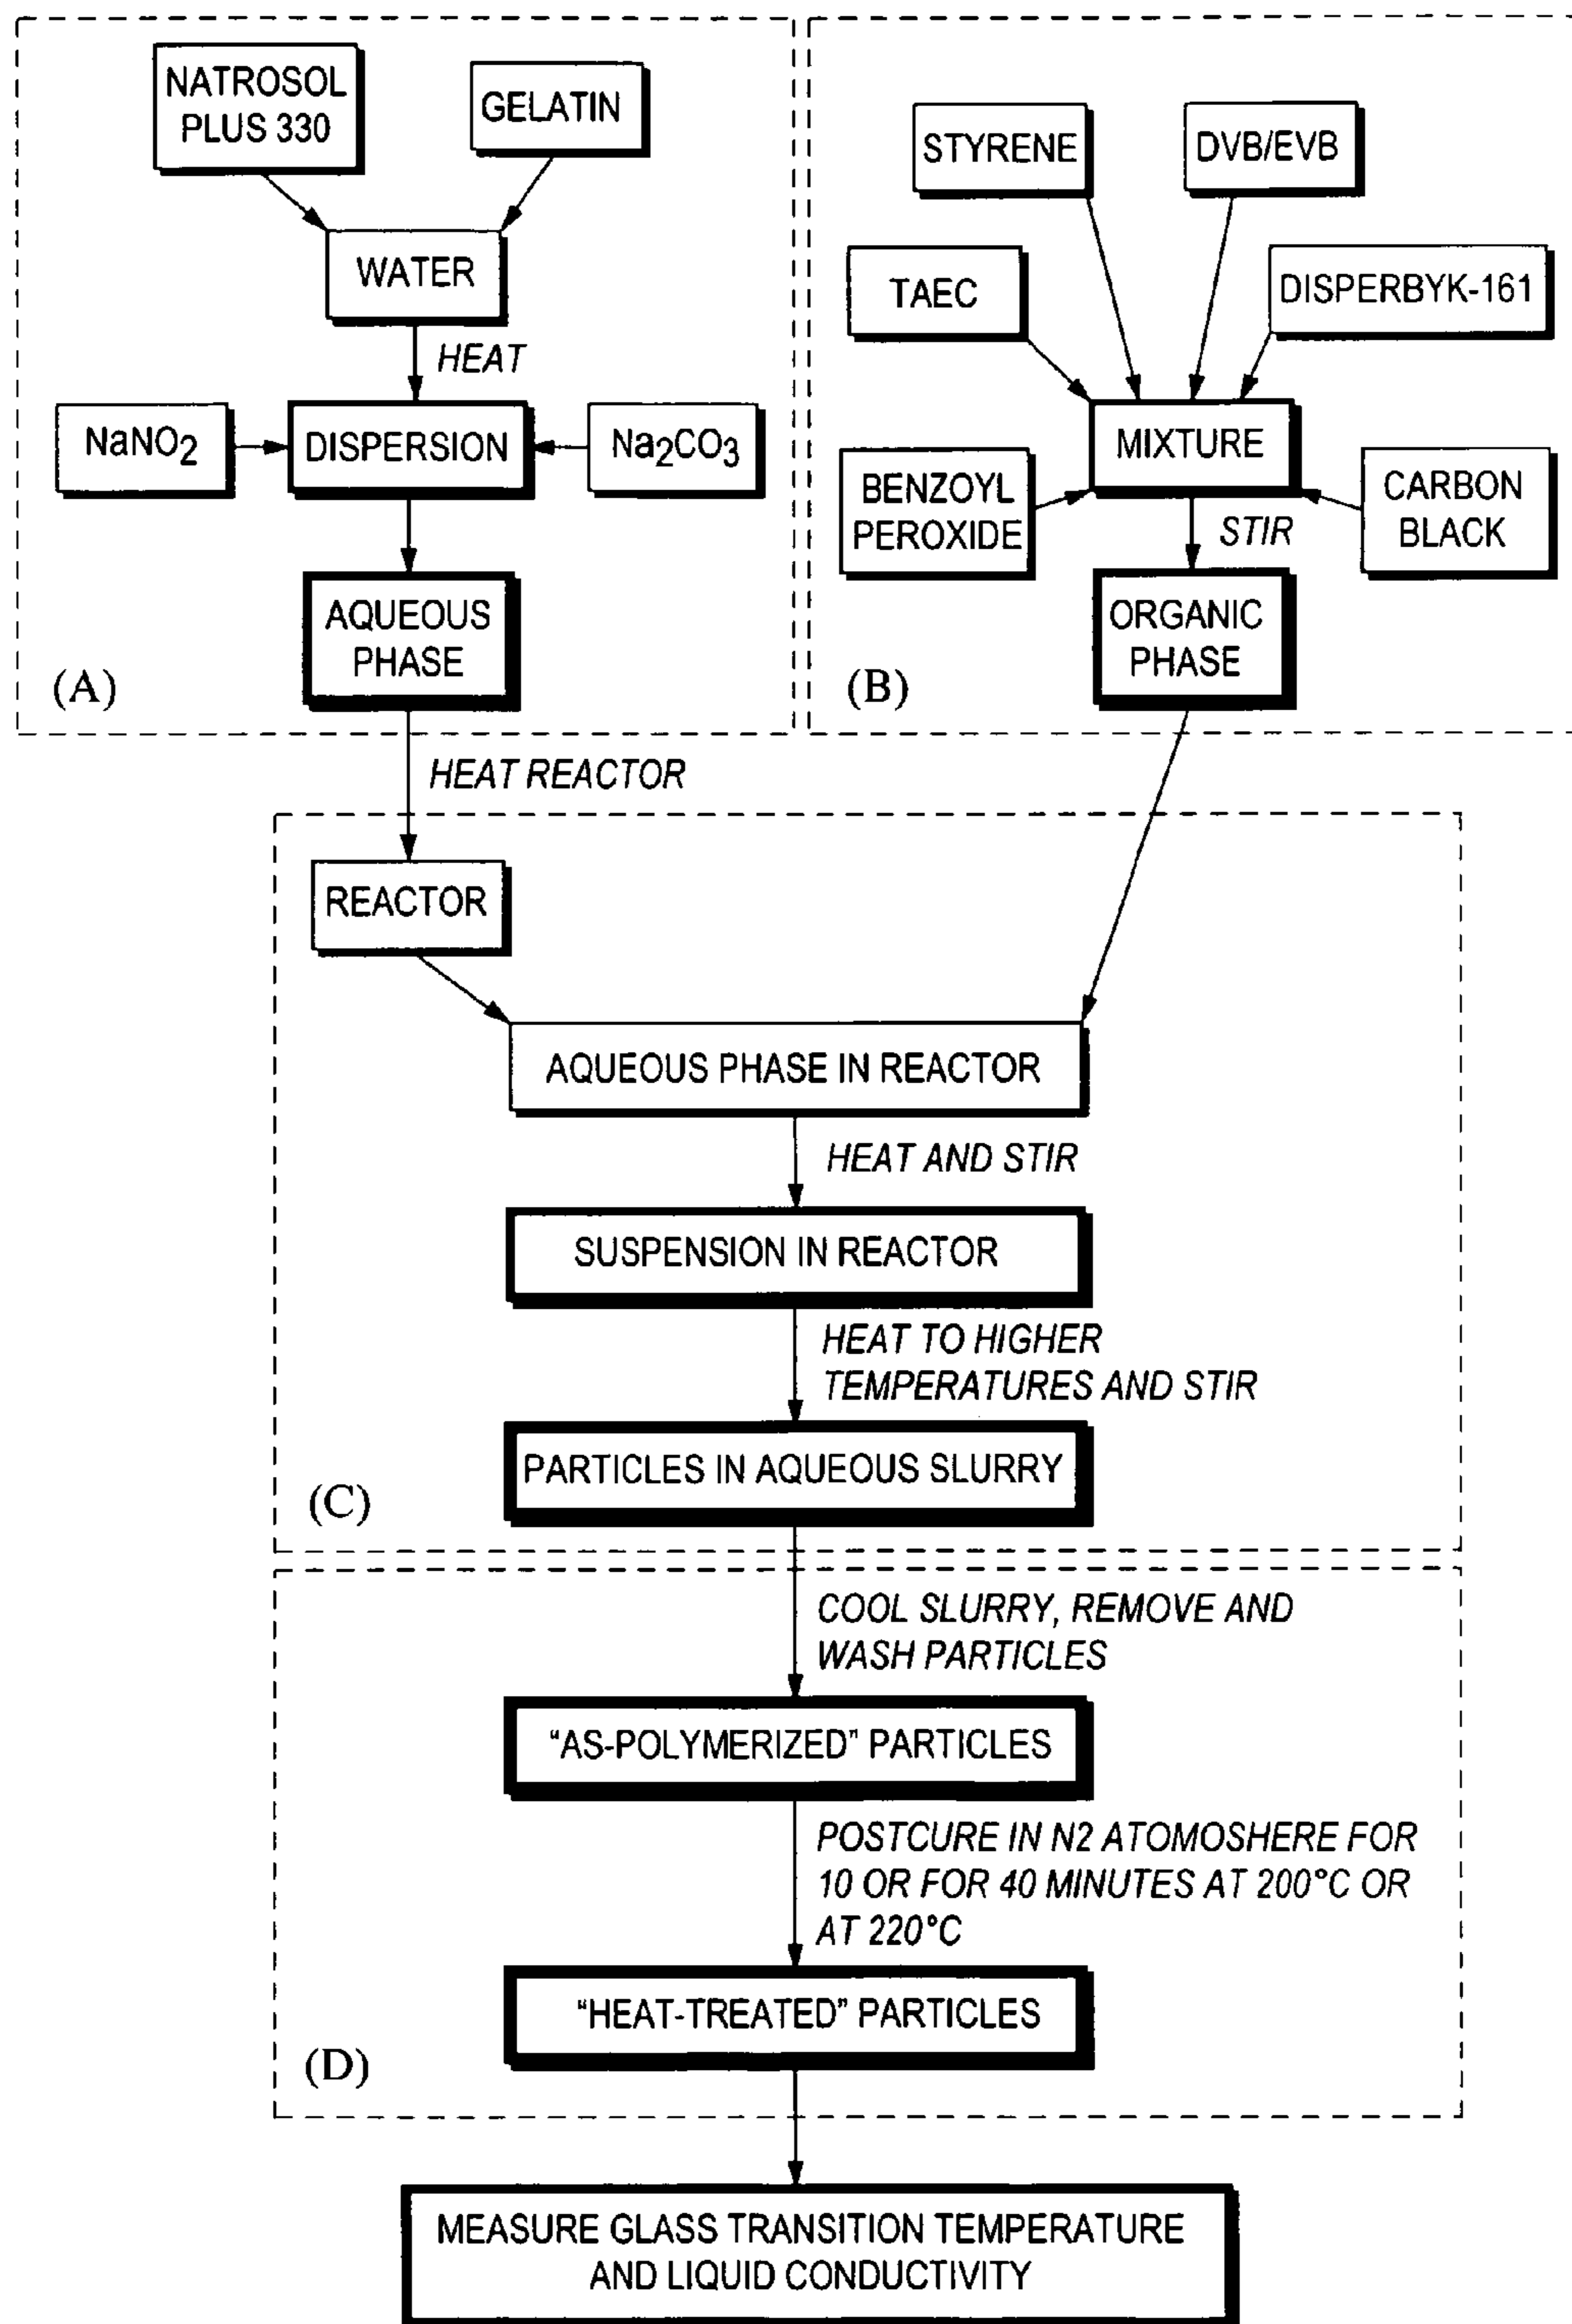 NATROSOL
PLUS 330
GELATIN
WATER
HEAT
NaNO2
DISPERSION
Na2CO3
AQUEOUS
PHASE
(A)
STYRENE
DVB/EVB
TAEC
DISPERBYK-161
MIXTURE
BENZOYL
PEROXIDE
CARBON
BLACK
STIR
ORGANIC
PHASE
(B)
HEAT REACTOR
REACTOR
AQUEOUS PHASE IN REACTOR
HEAT AND STIR
SUSPENSION IN REACTOR
HEAT TO HIGHER
TEMPERATURES AND STIR
PARTICLES IN AQUEOUS SLURRY
(C)
COOL SLURRY, REMOVE AND
WASH PARTICLES
“AS-POLYMERIZED” PARTICLES
POSTCURE IN N2 ATOMOSHERE FOR
10 OR FOR 40 MINUTES AT 200°C OR
AT 220°C
“HEAT-TREATED” PARTICLES
(D)
MEASURE GLASS TRANSITION TEMPERATURE
AND LIQUID CONDUCTIVITY